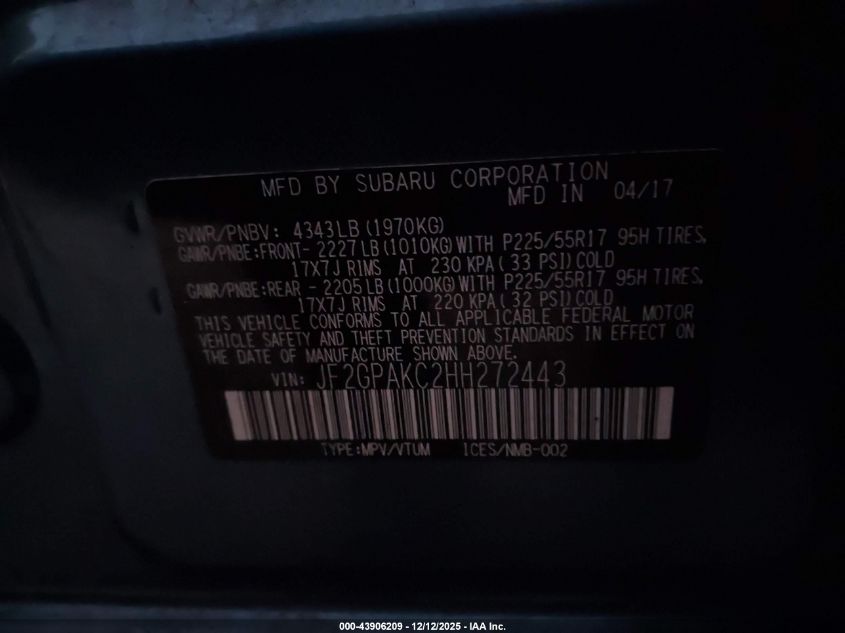 MFD BY SUBARU CORPORATION
MFD IN 04/17
GVWR/PNBV: 4343LB (1970KG)
GAWR/PNBE:FRONT- 2227LB (1010KG) WITH P225/55R17 95H TIRES,
17X7J RIMS AT 230 KPA ( 33 PSI) COLD
GAWR/PNBE:REAR - 2205LB (1000KG) WITH P225/55R17 95H TIRES,
17X7J RIMS AT 220 KPA ( 32 PSI) COLD
THIS VEHICLE CONFORMS TO ALL APPLICABLE FEDERAL MOTOR
VEHICLE SAFETY AND THEFT PREVENTION STANDARDS IN EFFECT ON
THE DATE OF MANUFACTURE SHOWN ABOVE.
VIN: JF2GPAKC2HH272443
TYPE:MPV/VTUM ICES/NMB-002
000-43906209 - 12/12/2025 - IAA Inc.